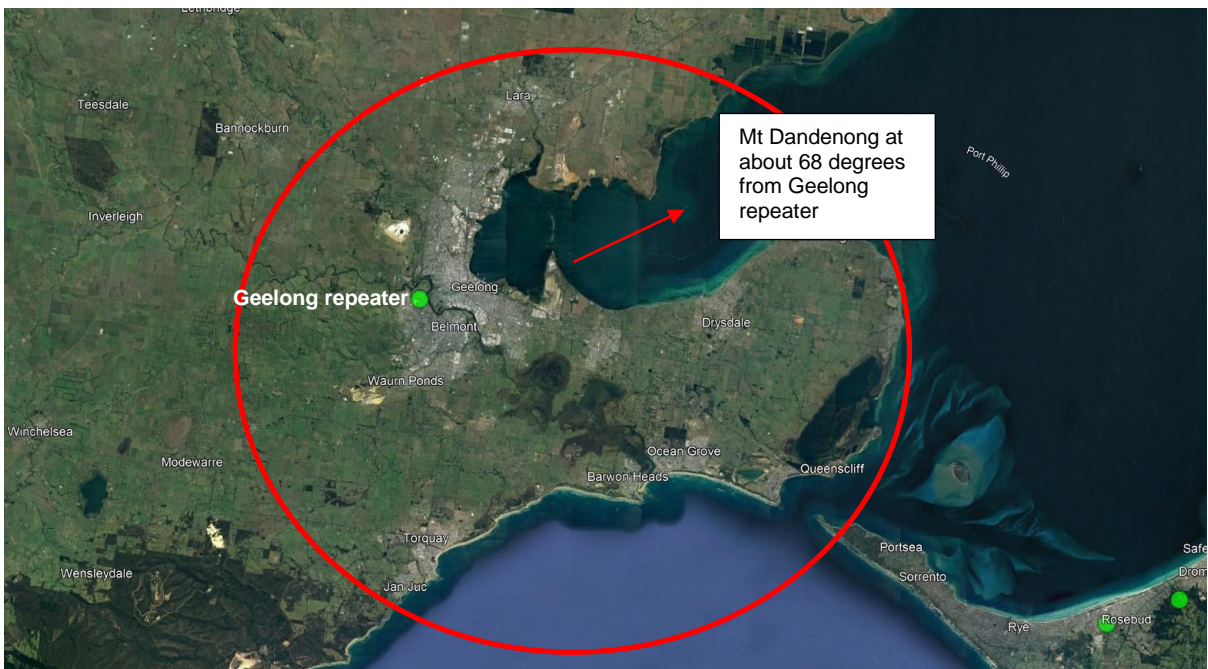 Lethbridge
Teesdale
Lara
Bannockburn
Mt Dandenong at
about 68 degrees
from Geelong
repeater
Port Phillip
Inverleigh
Geelong repeater
Geelong
Belmont
Drysdale
Waurn Ponds
Winchelsea
Modewarre
Ocean Grove
Barwon Heads
Queenscliff
Torquay
Portsea
Safe
Wensleydale
Jan Juc
Sorrento
Drom
Rye
Rosebud